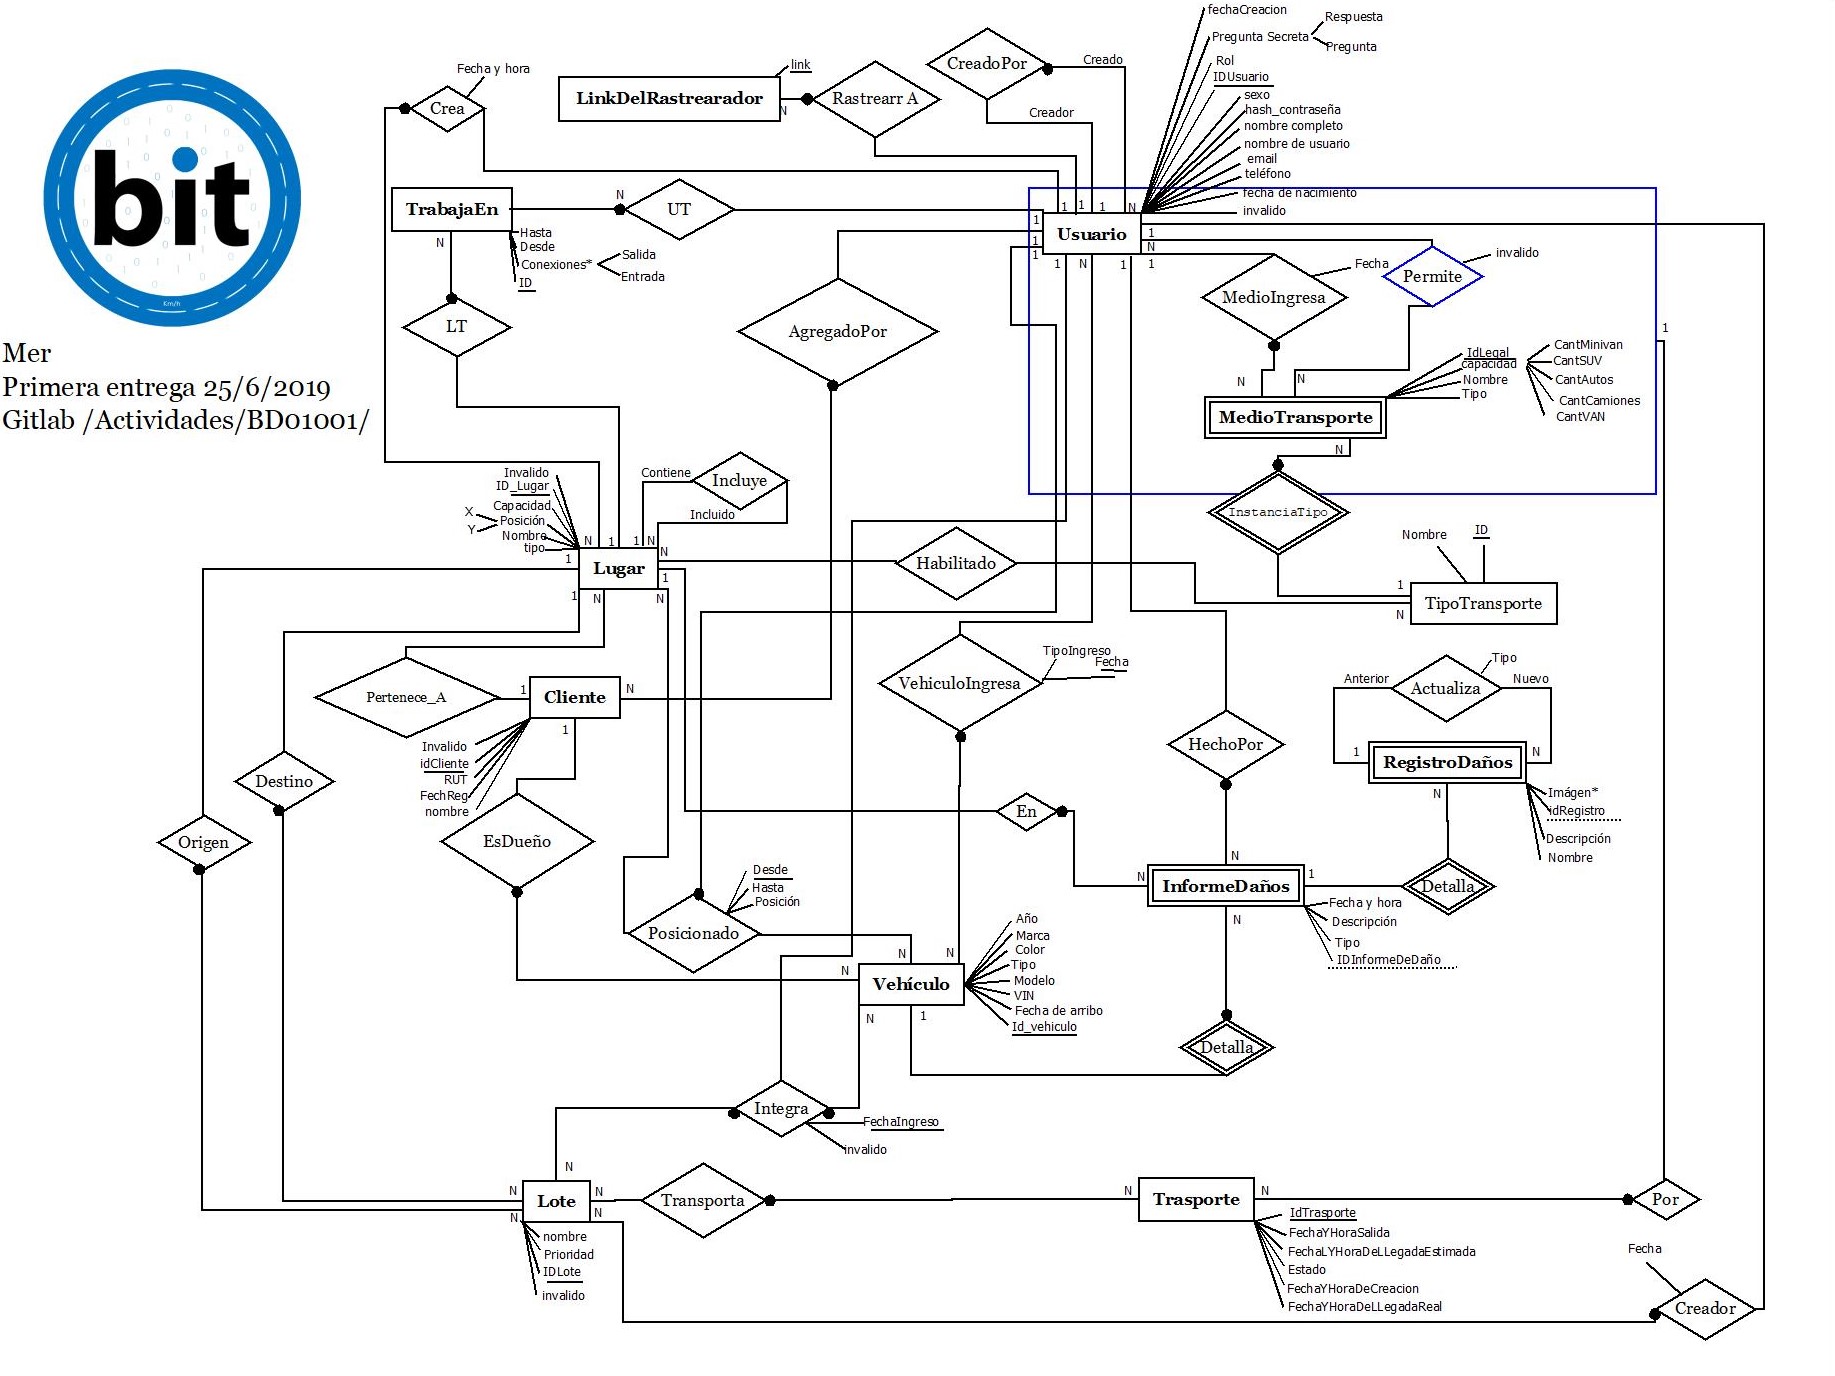 bit
Km/h
Mer
Primera entrega 25/6/2019
Gitlab /Actividades/BD01001/
Fecha y hora
Crea
LinkDelRastrearador
link
N
Rastrearr A
CreadoPor
Creado
Creador
fechaCreacion
Pregunta Secreta
Respuesta
Pregunta
Rol
IDUsuario
sexo
hash_contraseña
nombre completo
nombre de usuario
email
teléfono
fecha de nacimiento
invalido
TrabajaEn
N
UT
Hasta
Desde
Conexiones*
Salida
Entrada
ID
N
LT
AgregadoPor
1
1
1
N
1
1
1
Usuario
1
N
1
1
N
1
MedioIngresa
Fecha
Permite
invalido
1
N
N
MedioTransporte
IdLegal
capacidad
Nombre
Tipo
CantMinivan
CantSUV
CantAutos
CantCamiones
CantVAN
N
InstanciaTipo
Nombre
ID
1
N
TipoTransporte
Contiene
Incluye
Incluido
Invalido
ID_Lugar
Capacidad
X
Y
Posición
Nombre
tipo
N
1
1
N
N
1
Lugar
1
1
N
N
Habilitado
Pertenece_A
1
Cliente
N
1
Invalido
idCliente
RUT
FechReg
nombre
VehiculoIngresa
TipoIngreso
Fecha
HechoPor
Anterior
Actualiza
Tipo
Nuevo
1
N
RegistroDaños
N
Imágen*
idRegistro
Descripción
Nombre
Destino
Origen
EsDueño
En
Posicionado
Desde
Hasta
Posición
N
N
InformeDaños
1
N
Detalla
Fecha y hora
Descripción
Tipo
IDInformeDeDaño
N
N
N
Vehículo
N
1
Año
Marca
Color
Tipo
Modelo
VIN
Fecha de arribo
Id_vehiculo
Detalla
Integra
FechaIngreso
invalido
N
N
N
N
N
Lote
nombre
Prioridad
IDLote
invalido
Transporta
N
Trasporte
N
Por
IdTrasporte
FechaYHoraSalida
FechaLYHoraDeLLegadaEstimada
Estado
FechaYHoraDeCreacion
FechaYHoraDeLLegadaReal
Fecha
Creador